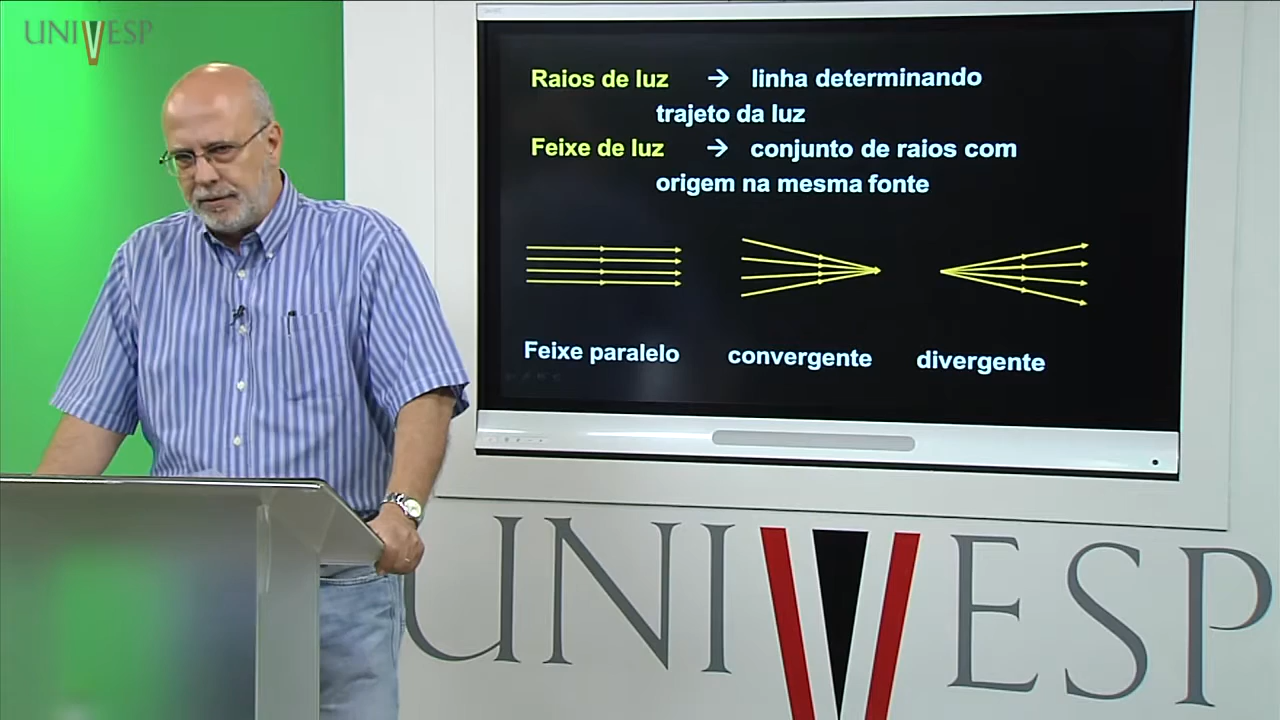 UNIVESP
Raios de luz → linha determinando
trajeto da luz
Feixe de luz → conjunto de raios com
origem na mesma fonte
Feixe paralelo convergente divergente
UNIVESP